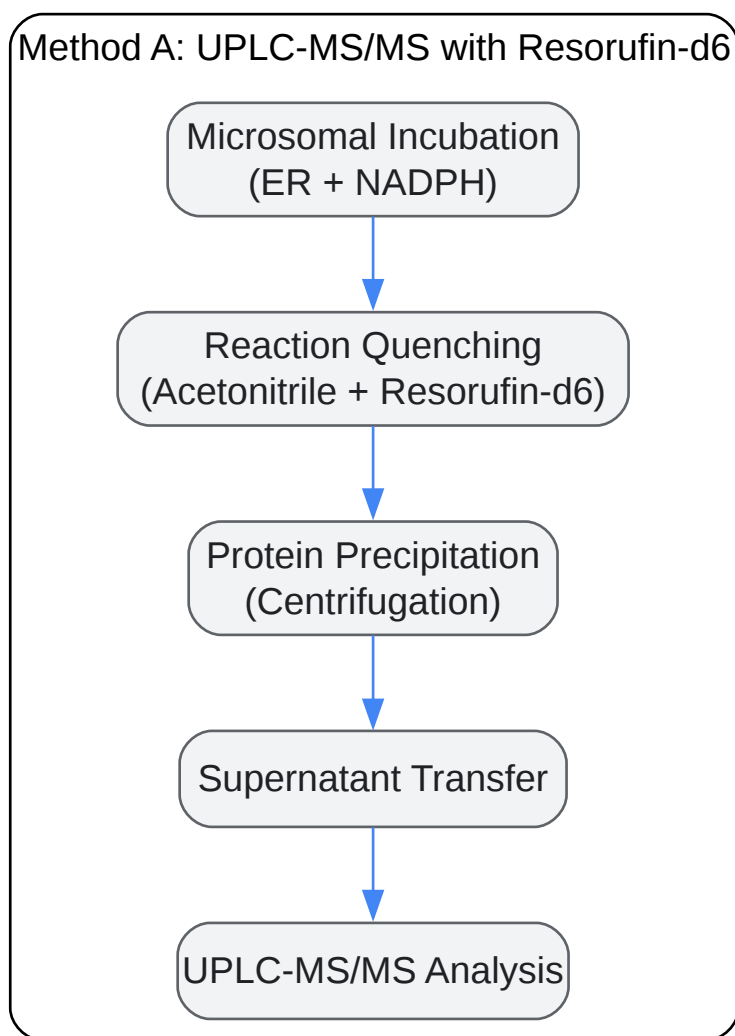 Method A: UPLC-MS/MS with Resorufin-d6
Microsomal Incubation
(ER + NADPH)
Reaction Quenching
(Acetonitrile + Resorufin-d6)
Protein Precipitation
(Centrifugation)
Supernatant Transfer
UPLC-MS/MS Analysis